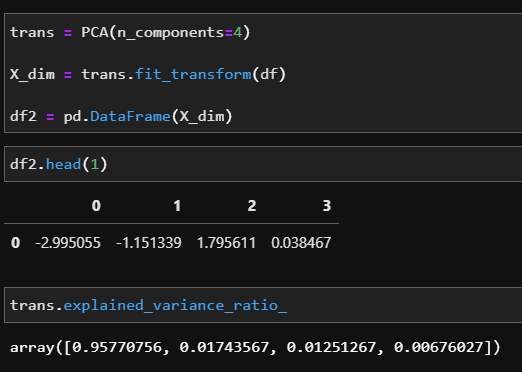 trans = PCA(n_components=4)
X_dim = trans.fit_transform(df)
df2 = pd.DataFrame(X_dim)
df2.head(1)
0 1 2 3
0 -2.995055 -1.151339 1.795611 0.038467
trans.explained_variance_ratio_
array([0.95770756, 0.01743567, 0.01251267, 0.00676027])